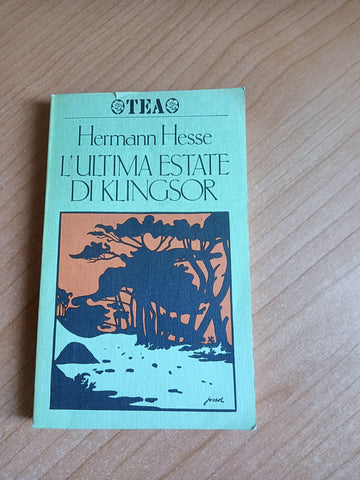 TEA
Hermann Hesse
L'ULTIMA ESTATE
DI KLINGSOR